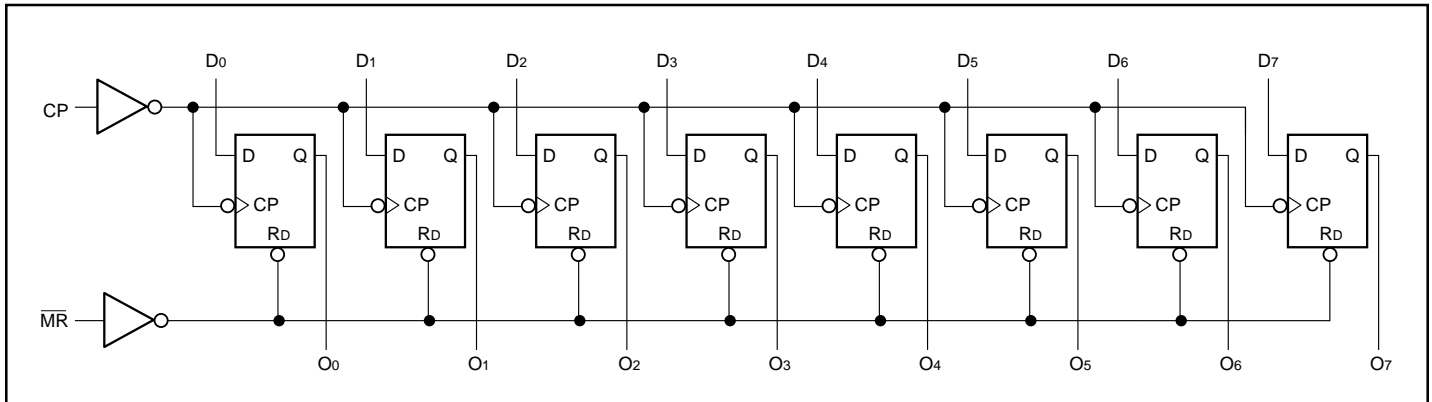 D0 D1 D2 D3 D4 D5 D6 D7
CP
D Q D Q D Q D Q D Q D Q D Q D Q
CP CP CP CP CP CP CP CP
RD RD RD RD RD RD RD RD
M̅R̅
O0 O1 O2 O3 O4 O5 O6 O7